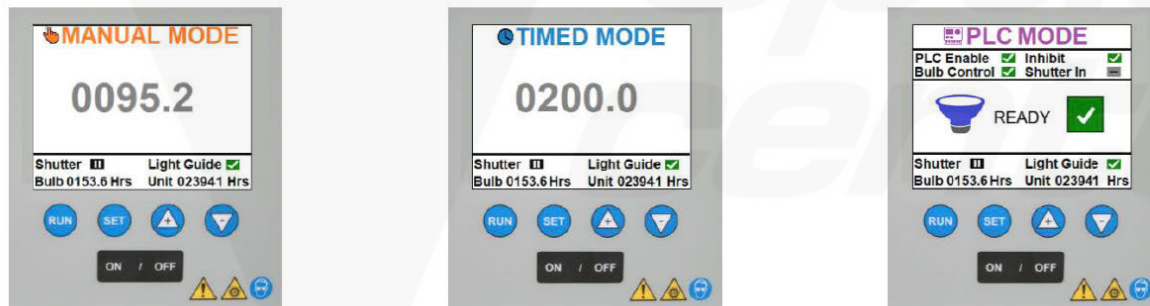 MANUAL MODE
0095.2
Shutter Light Guide
Bulb 0153.6 Hrs Unit 023941 Hrs
RUN SET + -
ON / OFF
TIMED MODE
0200.0
Shutter Light Guide
Bulb 0153.6 Hrs Unit 023941 Hrs
RUN SET + -
ON / OFF
PLC MODE
PLC Enable Inhibit
Bulb Control Shutter In
READY
Shutter Light Guide
Bulb 0153.6 Hrs Unit 023941 Hrs
RUN SET + -
ON / OFF